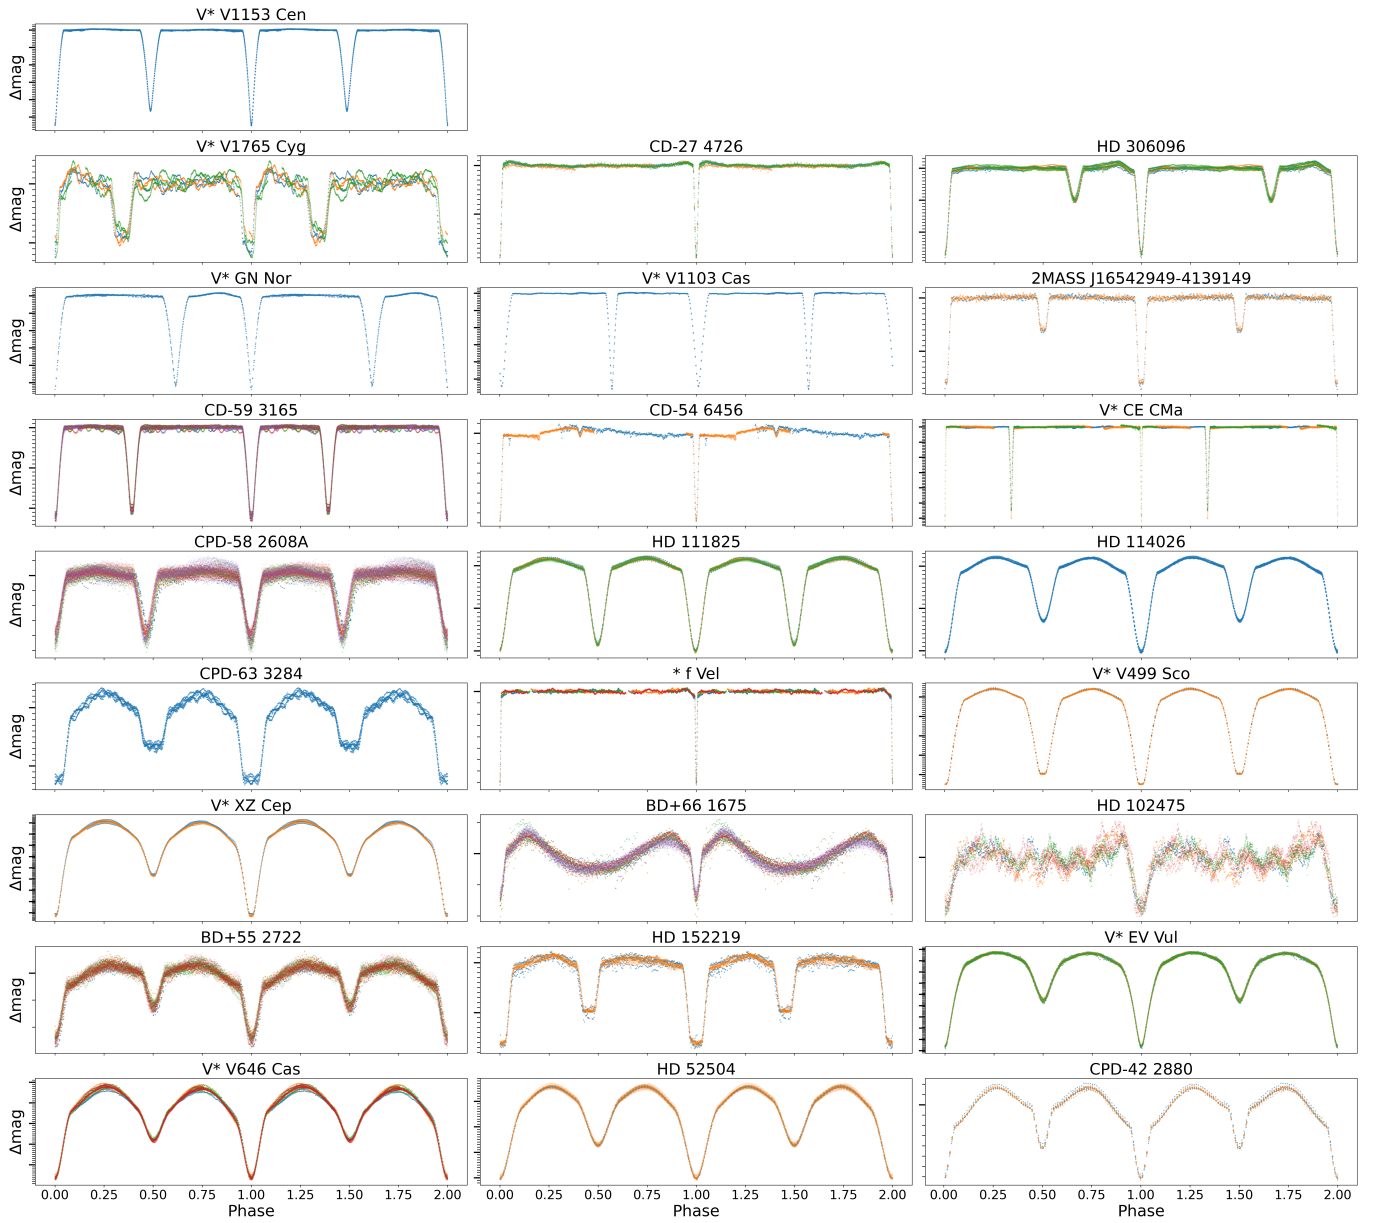 V* V1153 Cen
Δmag
V* V1765 Cyg
CD-27 4726
HD 306096
Δmag
V* GN Nor
V* V1103 Cas
2MASS J16542949-4139149
Δmag
CD-59 3165
CD-54 6456
V* CE CMa
Δmag
CPD-58 2608A
HD 111825
HD 114026
Δmag
CPD-63 3284
* f Vel
V* V499 Sco
Δmag
V* XZ Cep
BD+66 1675
HD 102475
Δmag
BD+55 2722
HD 152219
V* EV Vul
Δmag
V* V646 Cas
HD 52504
CPD-42 2880
Δmag
0.00 0.25 0.50 0.75 1.00 1.25 1.50 1.75 2.00
0.00 0.25 0.50 0.75 1.00 1.25 1.50 1.75 2.00
0.00 0.25 0.50 0.75 1.00 1.25 1.50 1.75 2.00
Phase
Phase
Phase